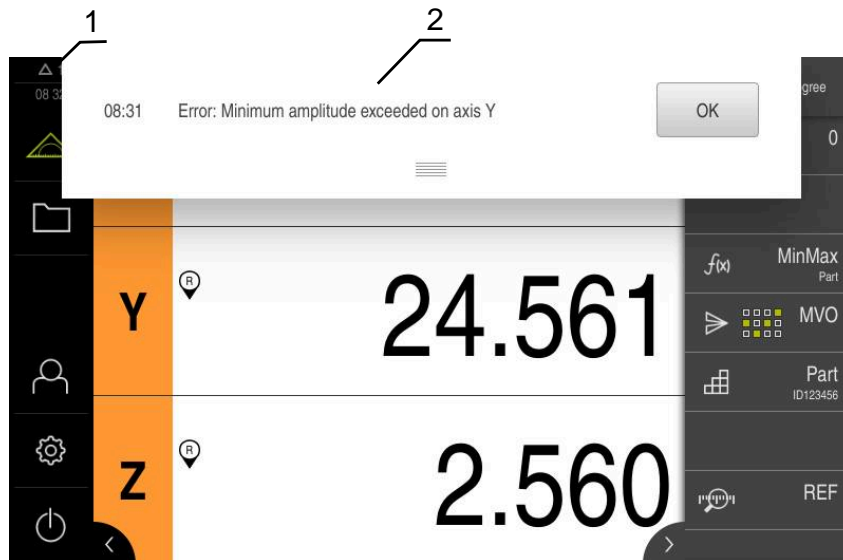 1
2
08:31 Error: Minimum amplitude exceeded on axis Y OK
gree
0
Y R 24.561
f(x) MinMax
Part
MVO
Part
ID123456
Z R 2.560
REF